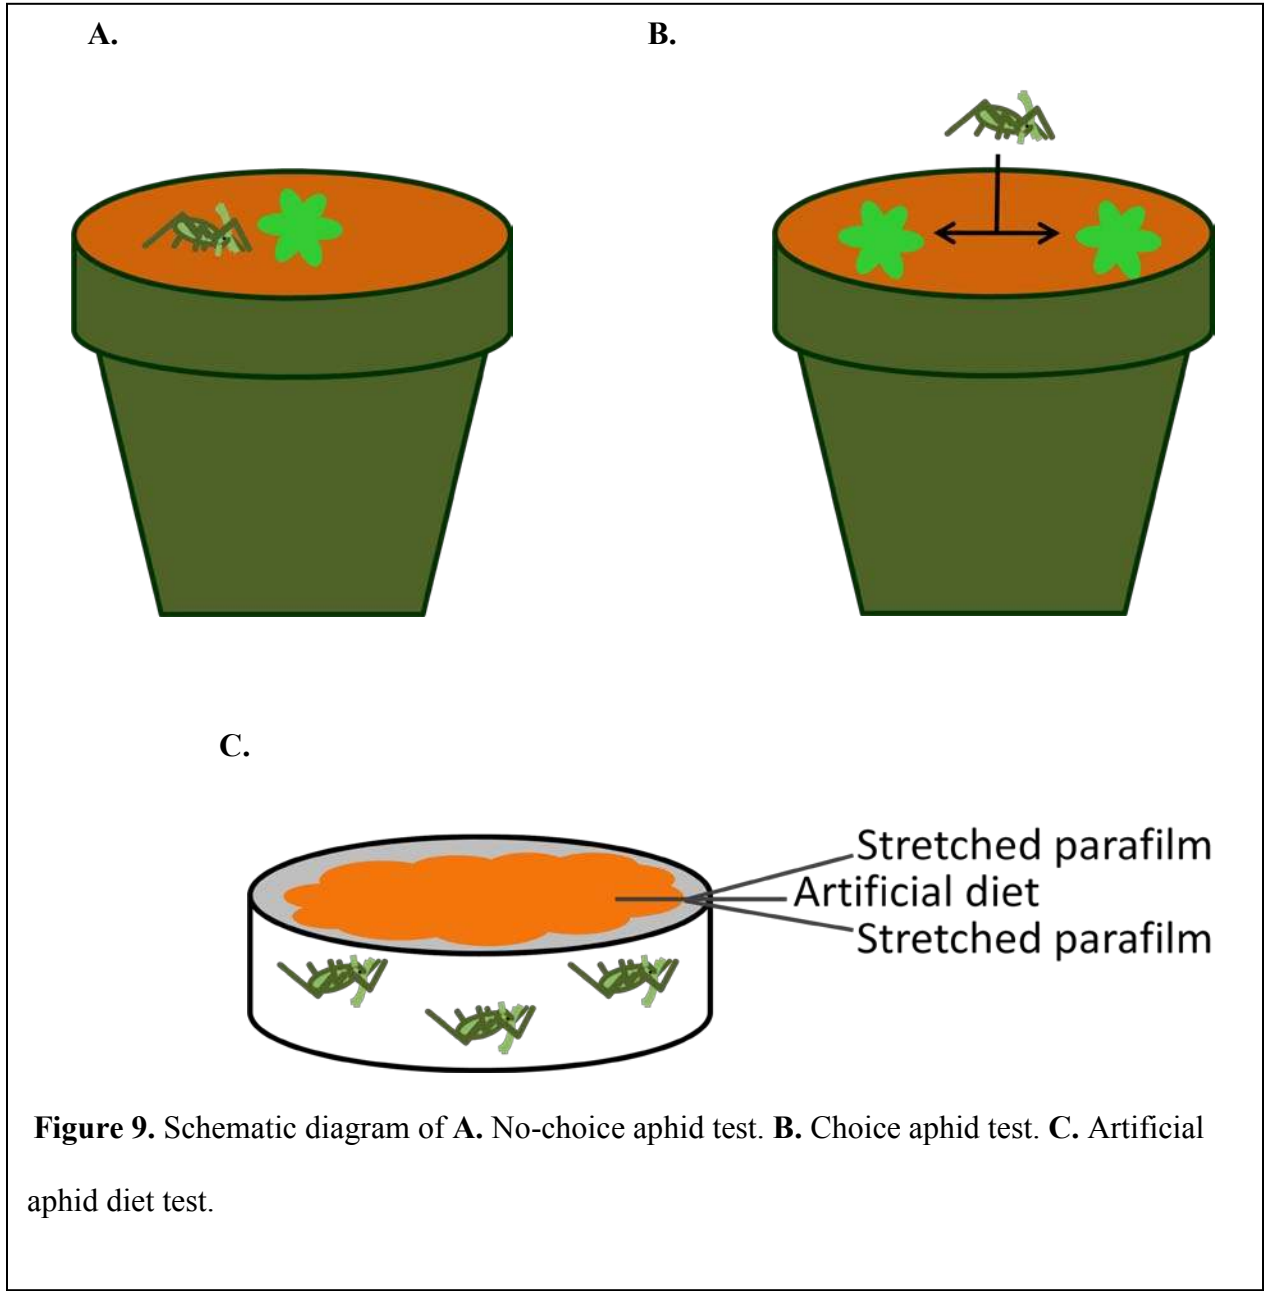 A.
B.
C.
Stretched parafilm
Artificial diet
Stretched parafilm
Figure 9. Schematic diagram of A. No-choice aphid test. B. Choice aphid test. C. Artificial
aphid diet test.